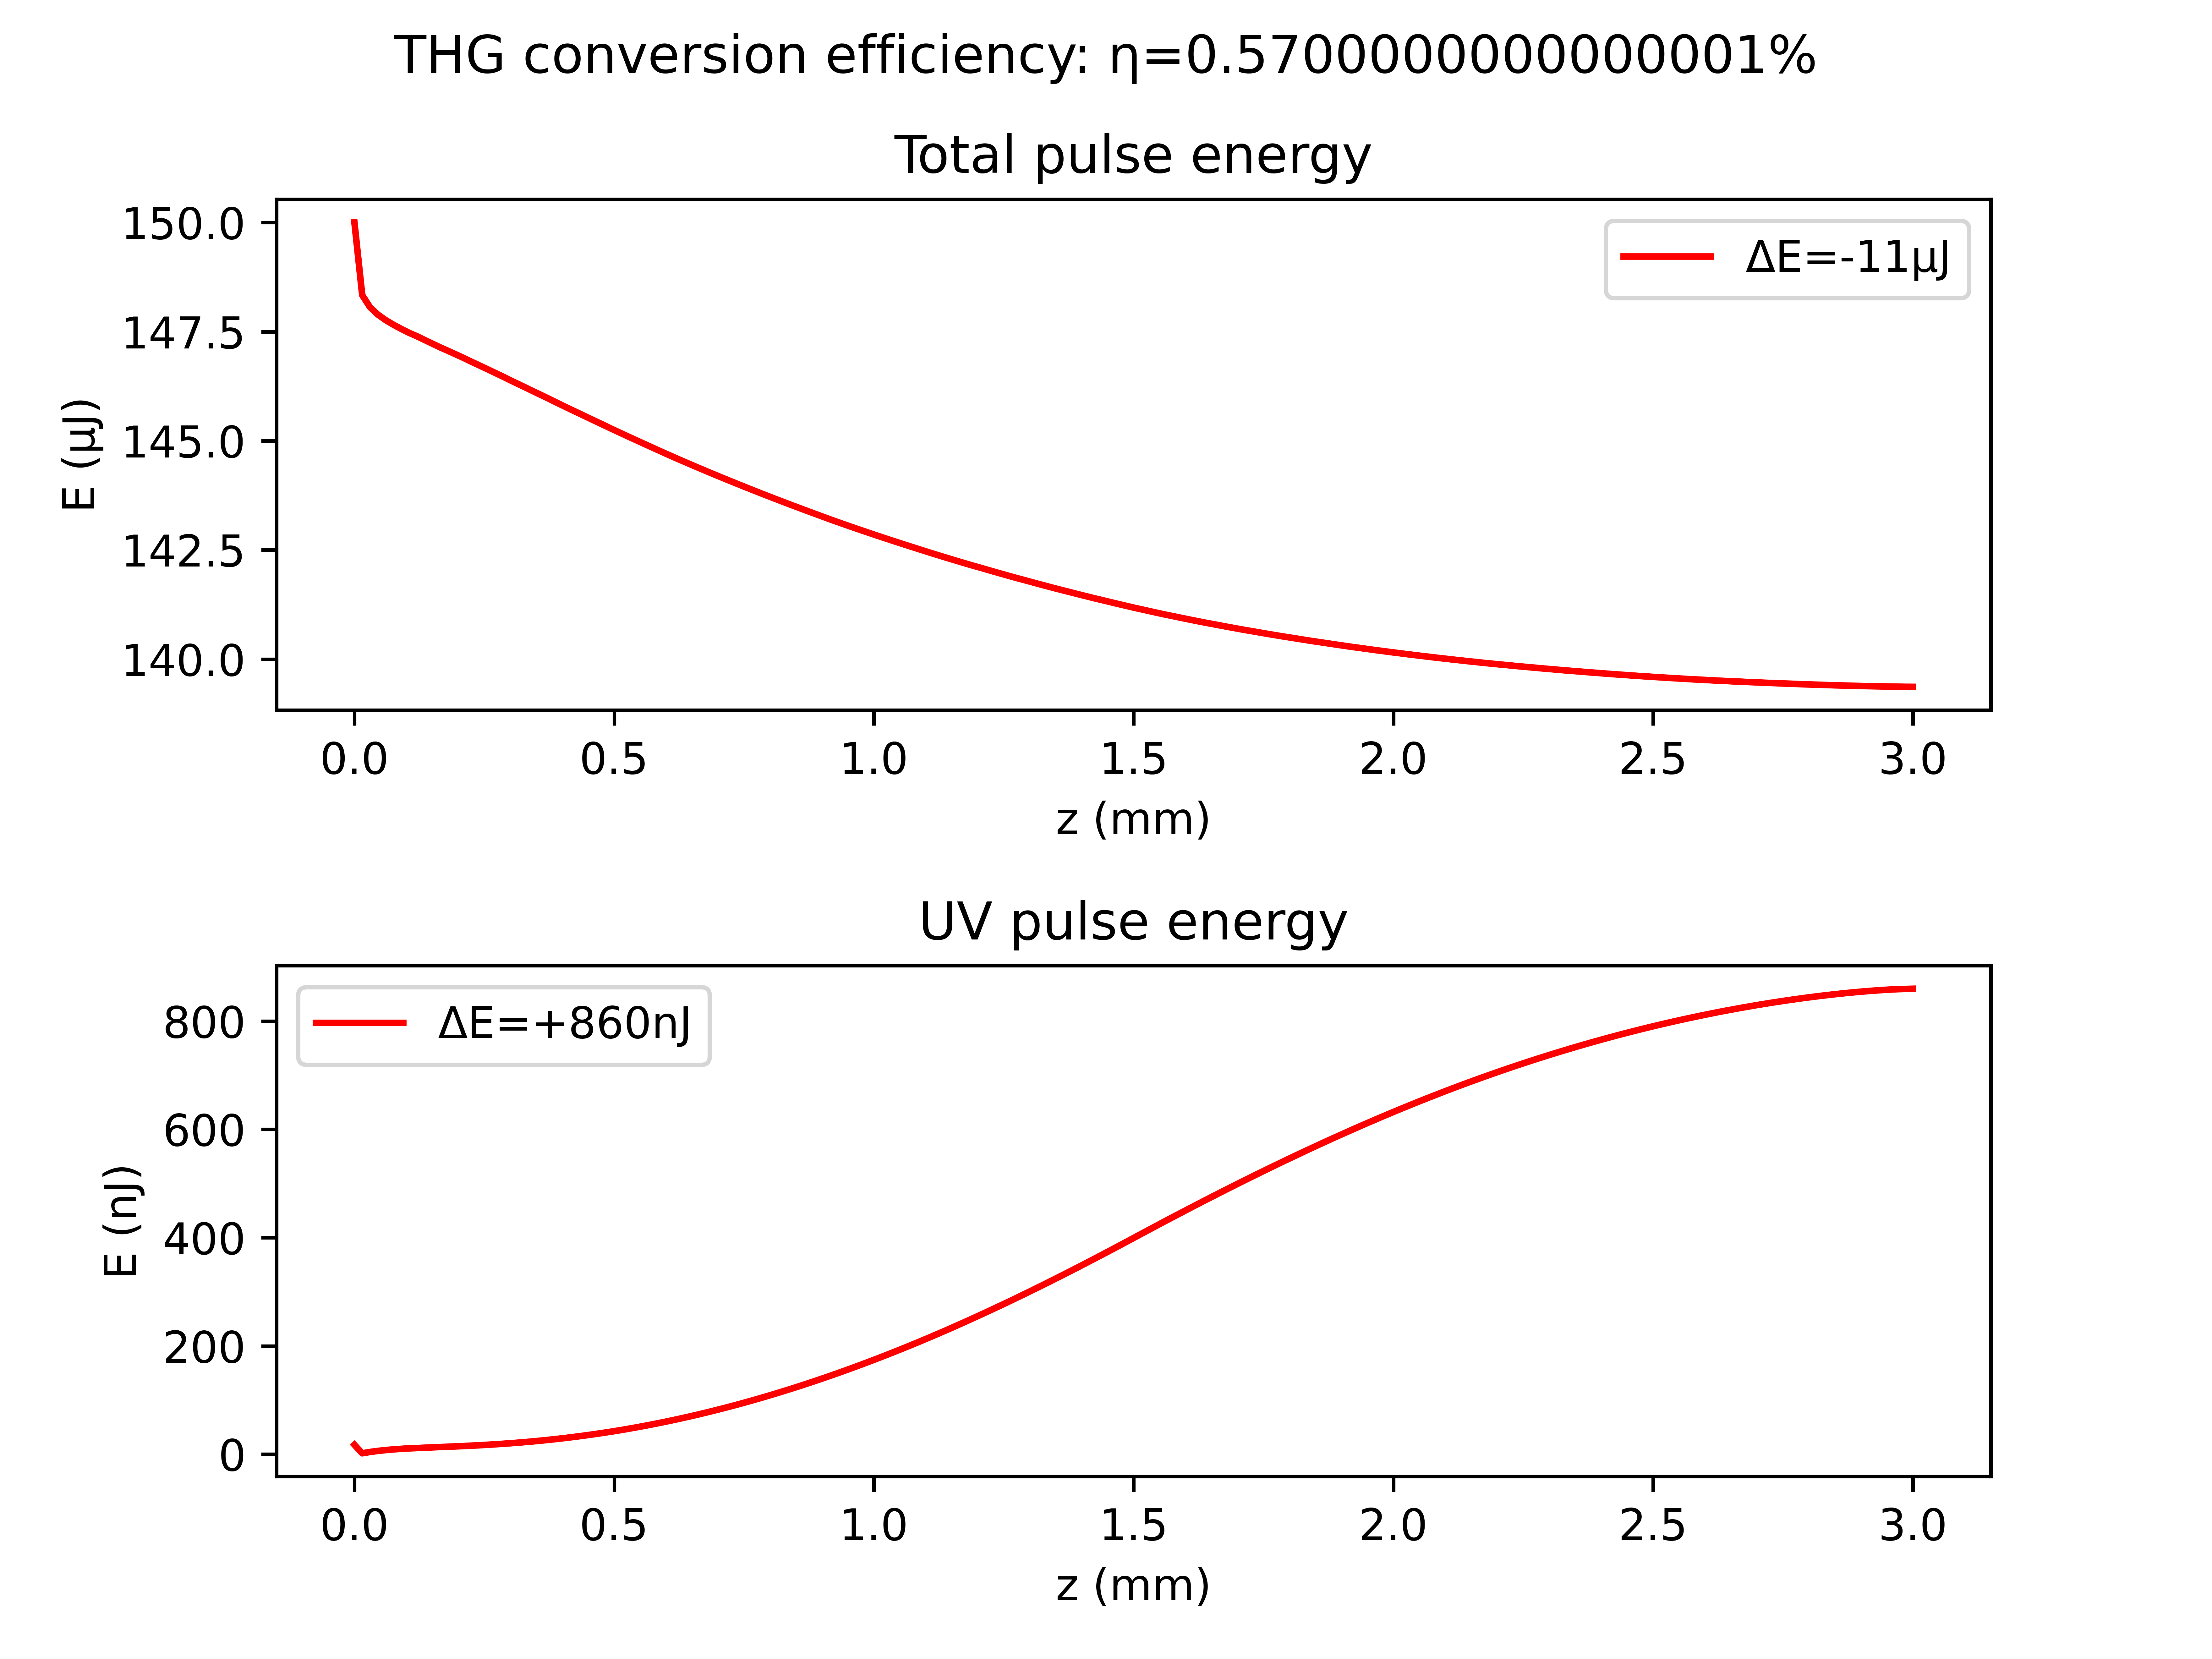 THG conversion efficiency: η=0.5700000000000001%
Total pulse energy
150.0
147.5
145.0
142.5
140.0
E (μJ)
ΔE=-11μJ
0.0 0.5 1.0 1.5 2.0 2.5 3.0
z (mm)
UV pulse energy
800
600
400
200
0
E (nJ)
ΔE=+860nJ
0.0 0.5 1.0 1.5 2.0 2.5 3.0
z (mm)